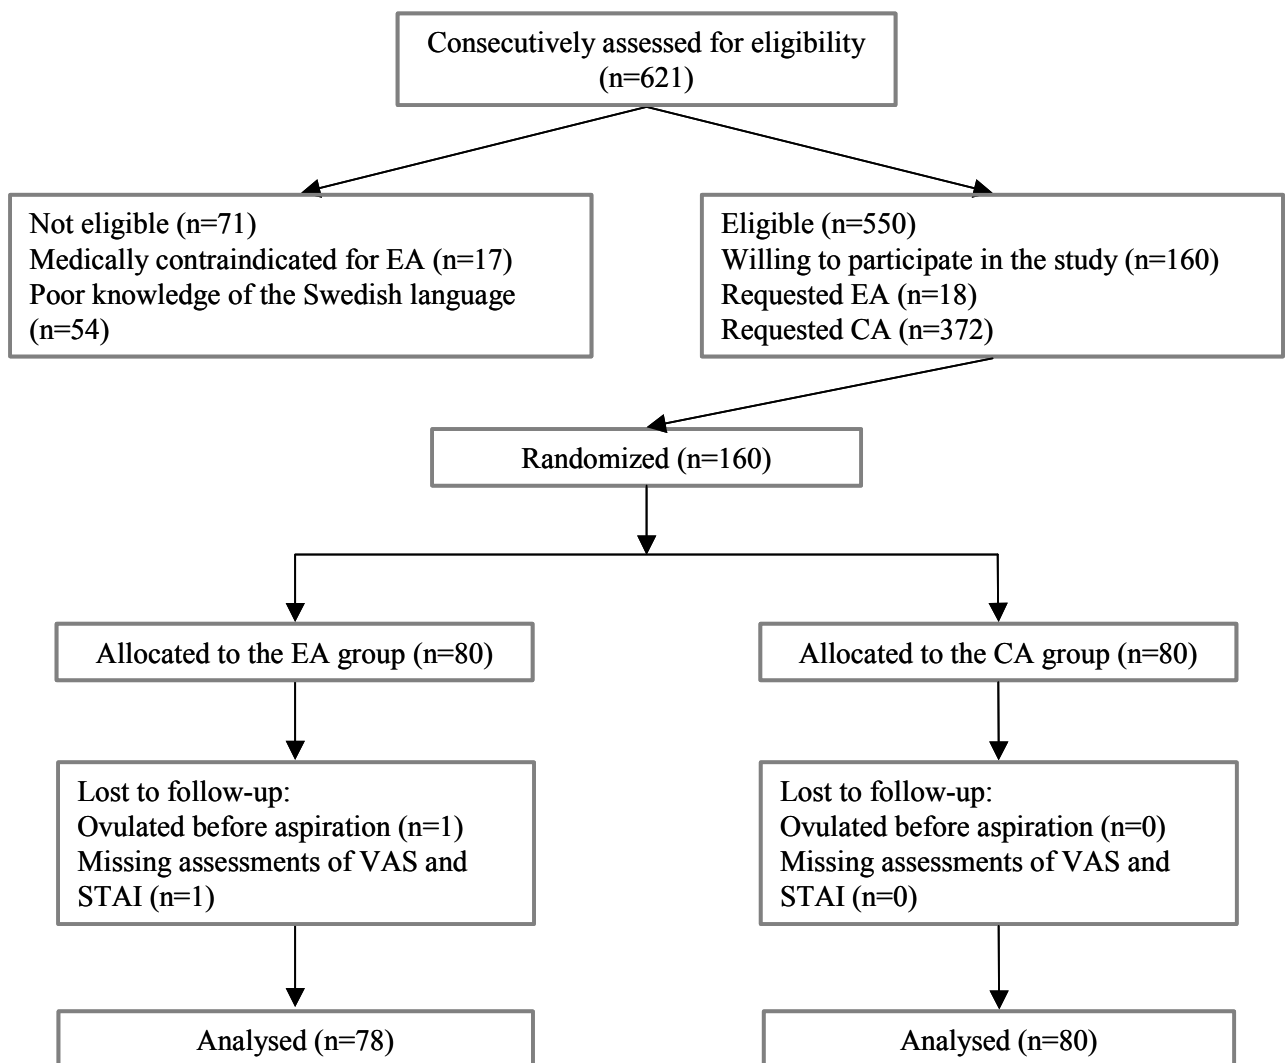 Consecutively assessed for eligibility
(n=621)
Not eligible (n=71)
Medically contraindicated for EA (n=17)
Poor knowledge of the Swedish language
(n=54)
Eligible (n=550)
Willing to participate in the study (n=160)
Requested EA (n=18)
Requested CA (n=372)
Randomized (n=160)
Allocated to the EA group (n=80)
Allocated to the CA group (n=80)
Lost to follow-up:
Ovulated before aspiration (n=1)
Missing assessments of VAS and
STAI (n=1)
Lost to follow-up:
Ovulated before aspiration (n=0)
Missing assessments of VAS and
STAI (n=0)
Analysed (n=78)
Analysed (n=80)